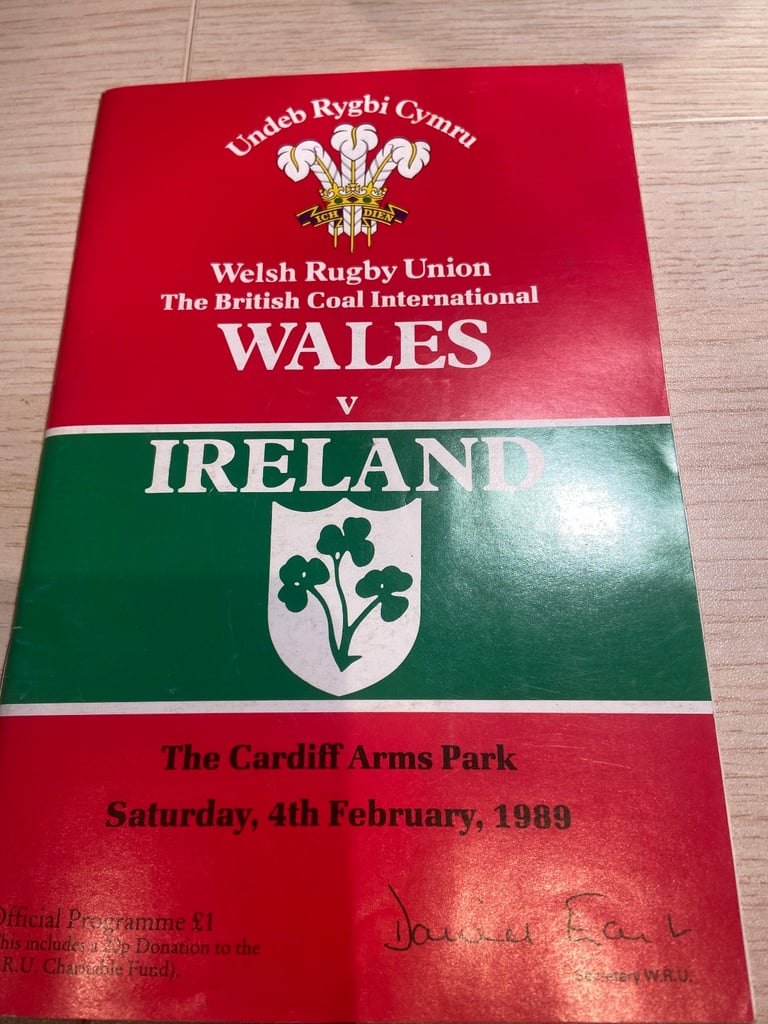 Undeb Rygbi Cymru
ICH DIEN
Welsh Rugby Union
The British Coal International
WALES
v
IRELAND
The Cardiff Arms Park
Saturday, 4th February, 1989
Official Programme £1
This includes a 20p Donation to the
W.R.U. Charitable Fund).
Secretary W.R.U.